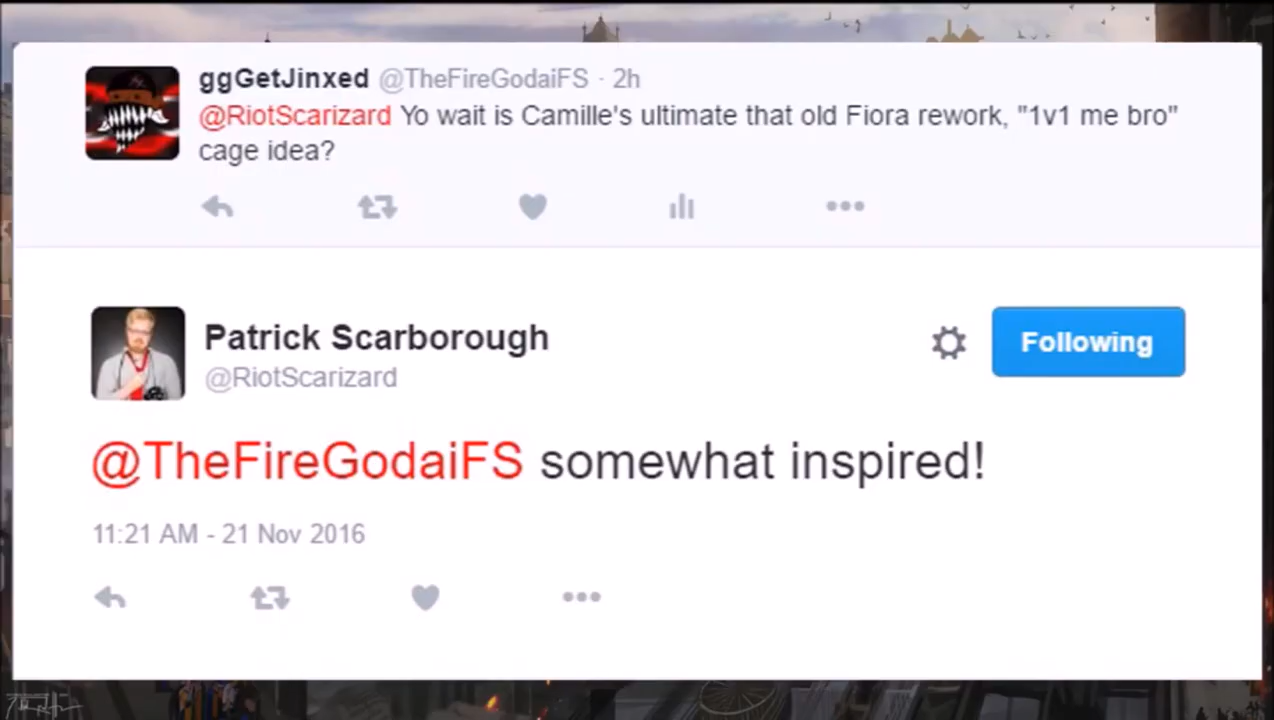 ggGetJinxed @TheFireGodaiFS · 2h
@RiotScarizard Yo wait is Camille's ultimate that old Fiora rework, "1v1 me bro"
cage idea?
Patrick Scarborough
@RiotScarizard
Following
@TheFireGodaiFS somewhat inspired!
11:21 AM - 21 Nov 2016